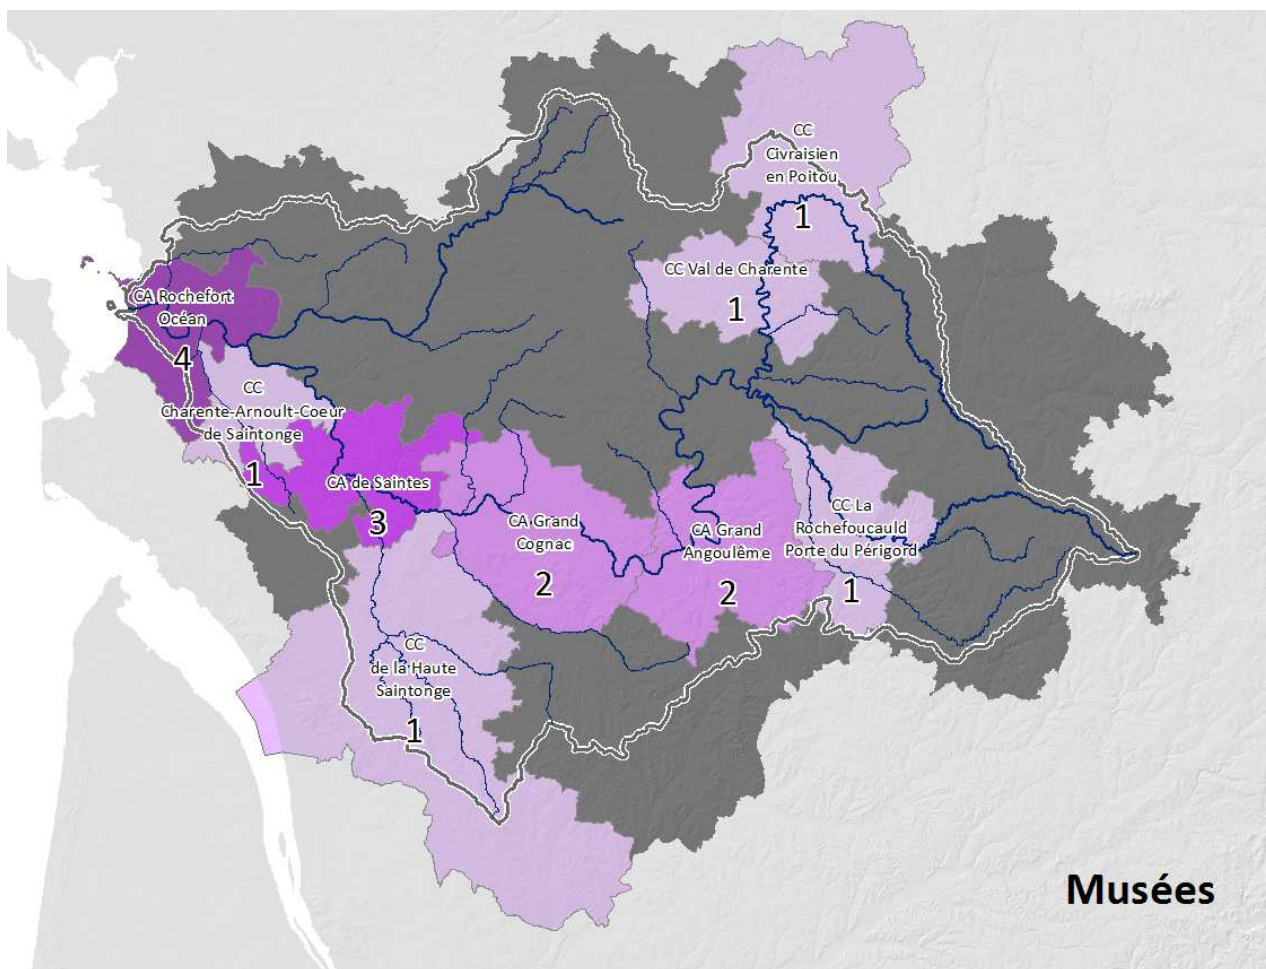 CC
Civraisien
en Poitou
1
CC Val de Charente
1
CA Rochefort
Océan
4
CC
Charente-Arnoult-Coeur
de Saintonge
1
CA de Saintes
3
CA Grand
Cognac
2
CA Grand
Angoulême
2
CC La
Rochefoucauld
Porte du Périgord
1
CC
de la Haute
Saintonge
1
Musées